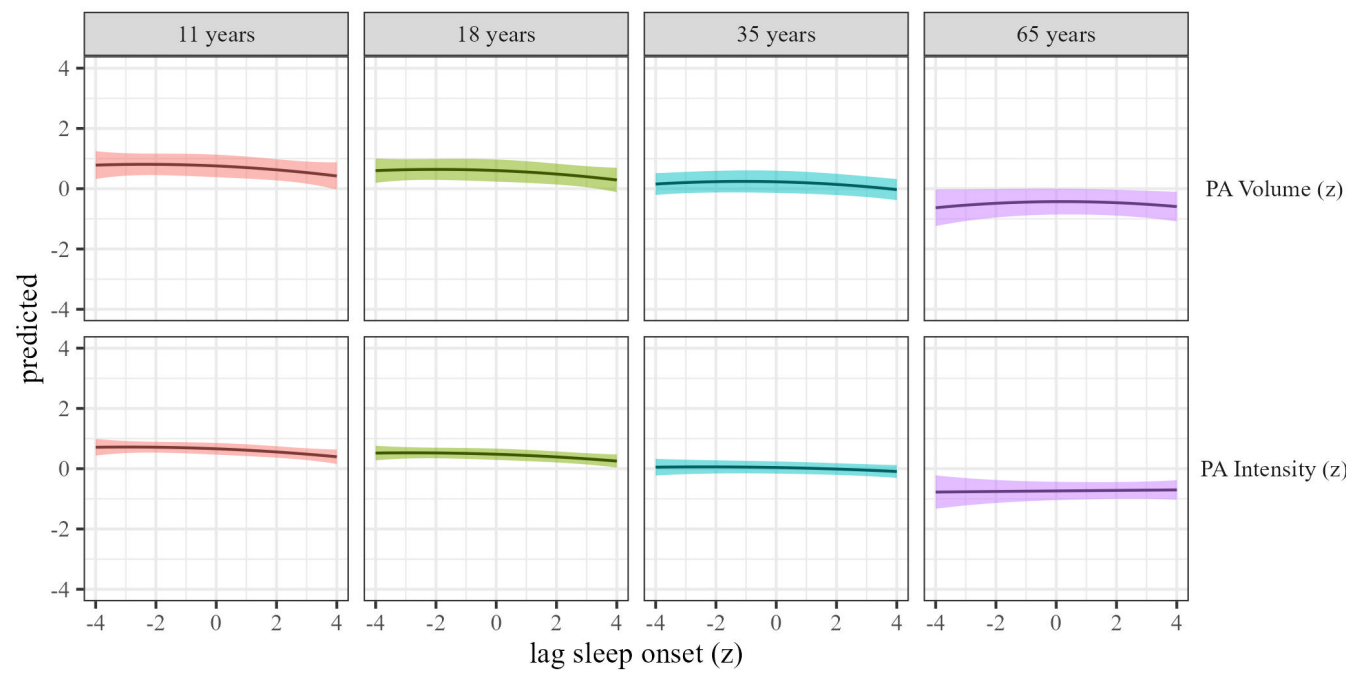 11 years 18 years 35 years 65 years
4
2
0
-2
-4
PA Volume (z)
predicted
4
2
0
-2
-4
PA Intensity (z)
-4 -2 0 2 4 -4 -2 0 2 4 -4 -2 0 2 4 -4 -2 0 2 4
lag sleep onset (z)